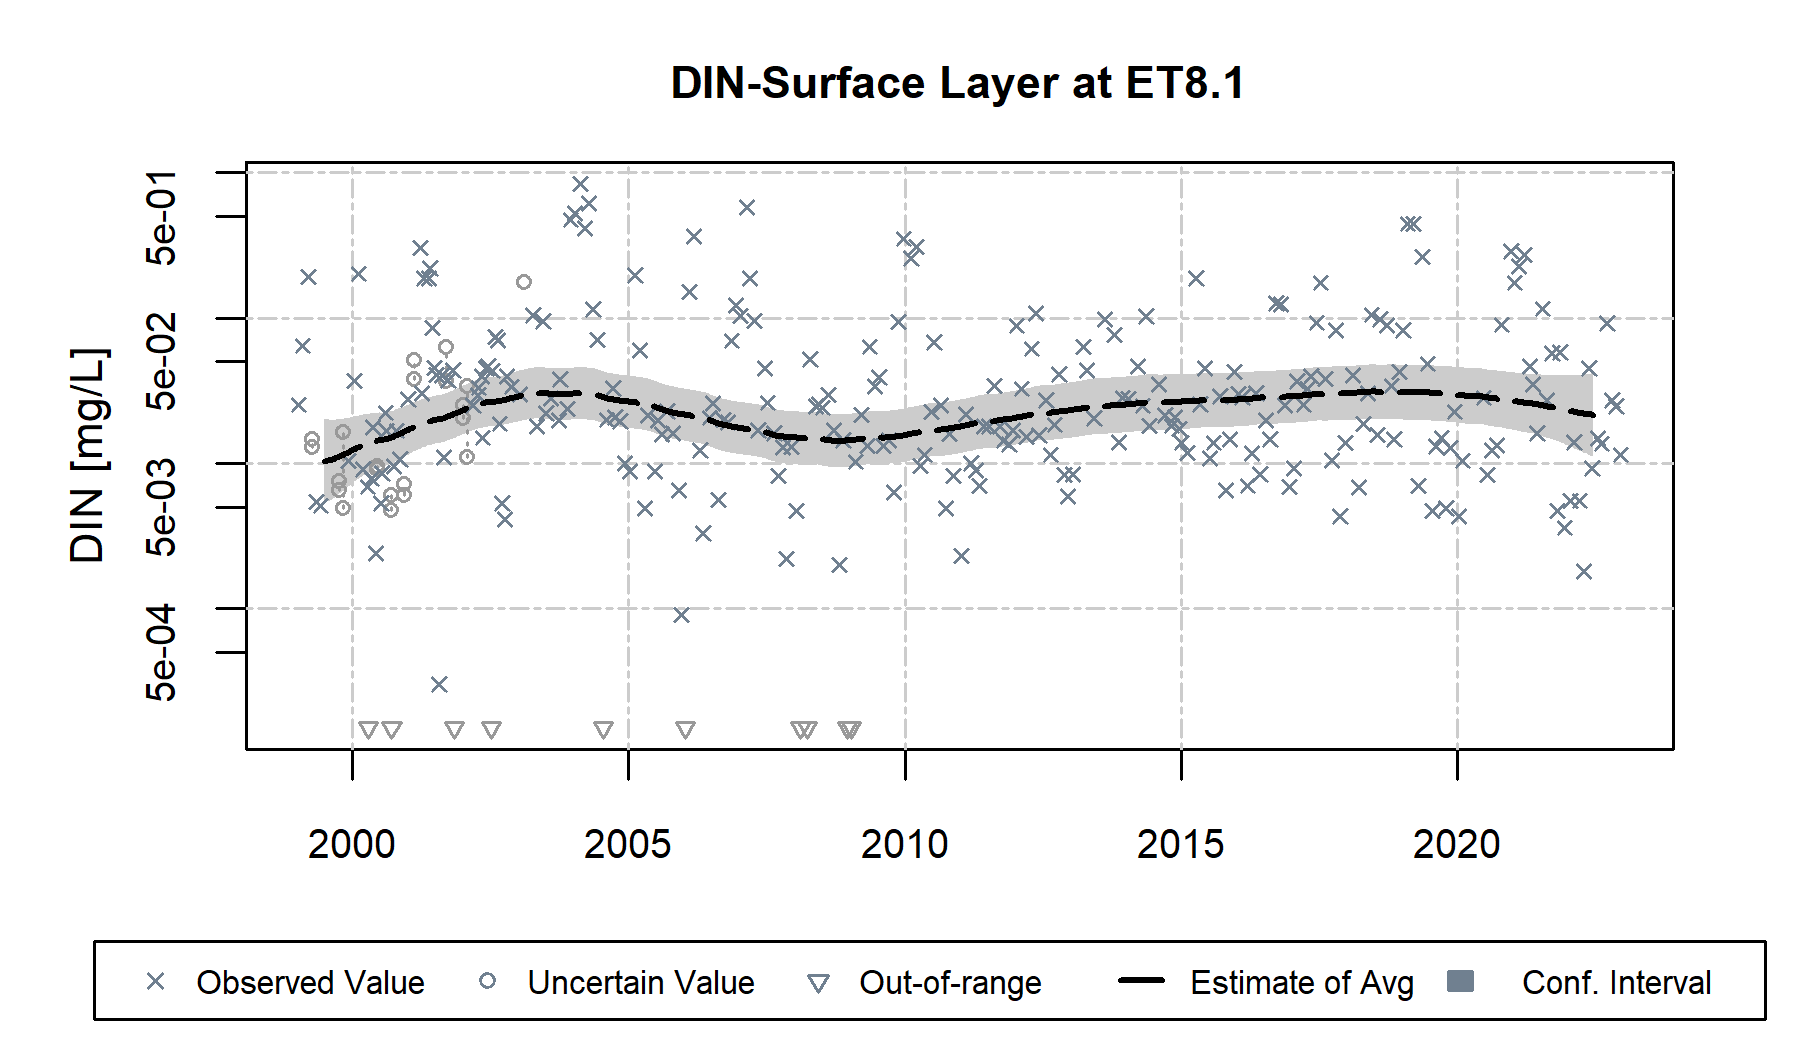 DIN-Surface Layer at ET8.1
DIN [mg/L]
5e-01
5e-02
5e-03
5e-04
2000 2005 2010 2015 2020
Observed Value Uncertain Value Out-of-range Estimate of Avg Conf. Interval